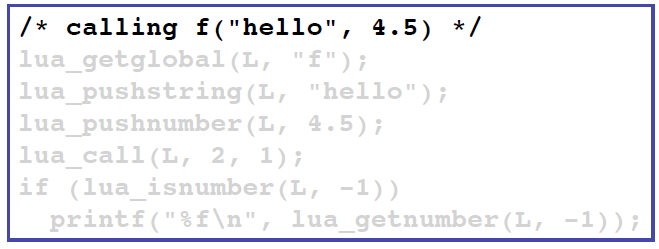 /* calling f("hello", 4.5) */
lua_getglobal(L, "f");
lua_pushstring(L, "hello");
lua_pushnumber(L, 4.5);
lua_call(L, 2, 1);
if (lua_isnumber(L, -1))
  printf("%f\n", lua_getnumber(L, -1));